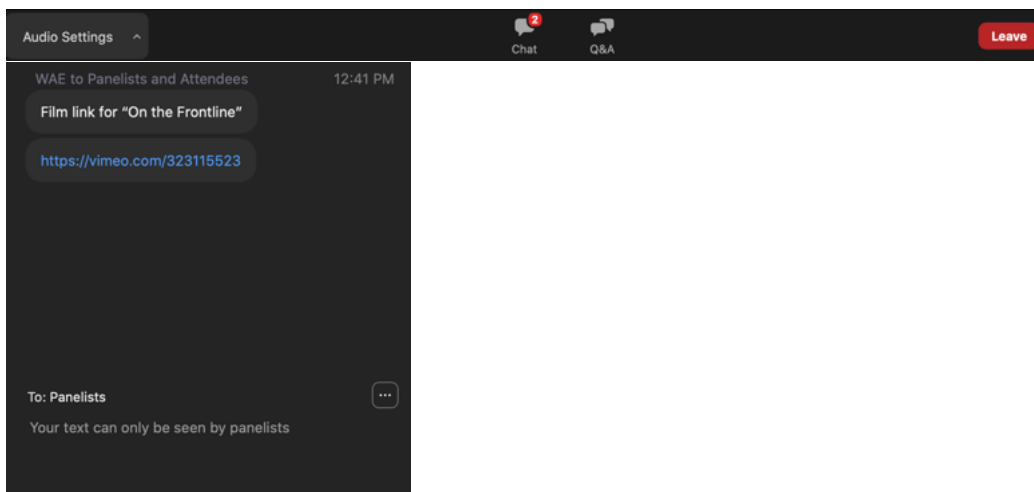 Audio Settings
2
Chat
Q&A
Leave
WAE to Panelists and Attendees 12:41 PM
Film link for “On the Frontline”
https://vimeo.com/323115523
To: Panelists
Your text can only be seen by panelists